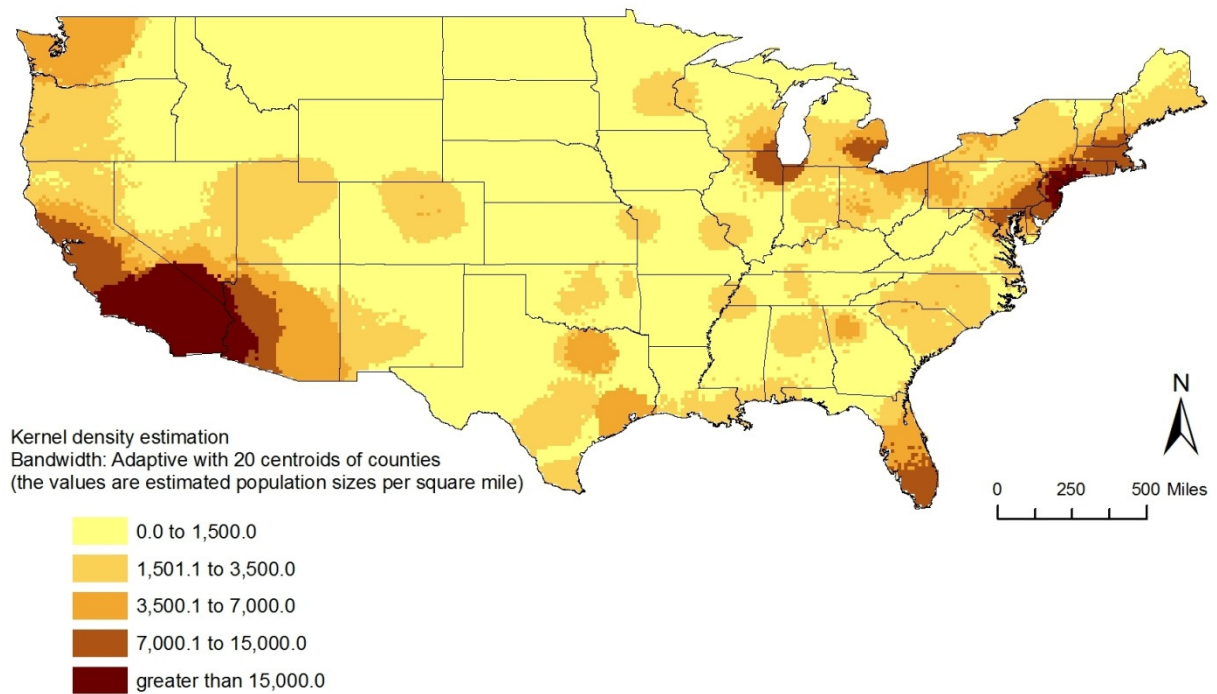 N
Kernel density estimation
Bandwidth: Adaptive with 20 centroids of counties
(the values are estimated population sizes per square mile)
0 250 500 Miles
0.0 to 1,500.0
1,501.1 to 3,500.0
3,500.1 to 7,000.0
7,000.1 to 15,000.0
greater than 15,000.0